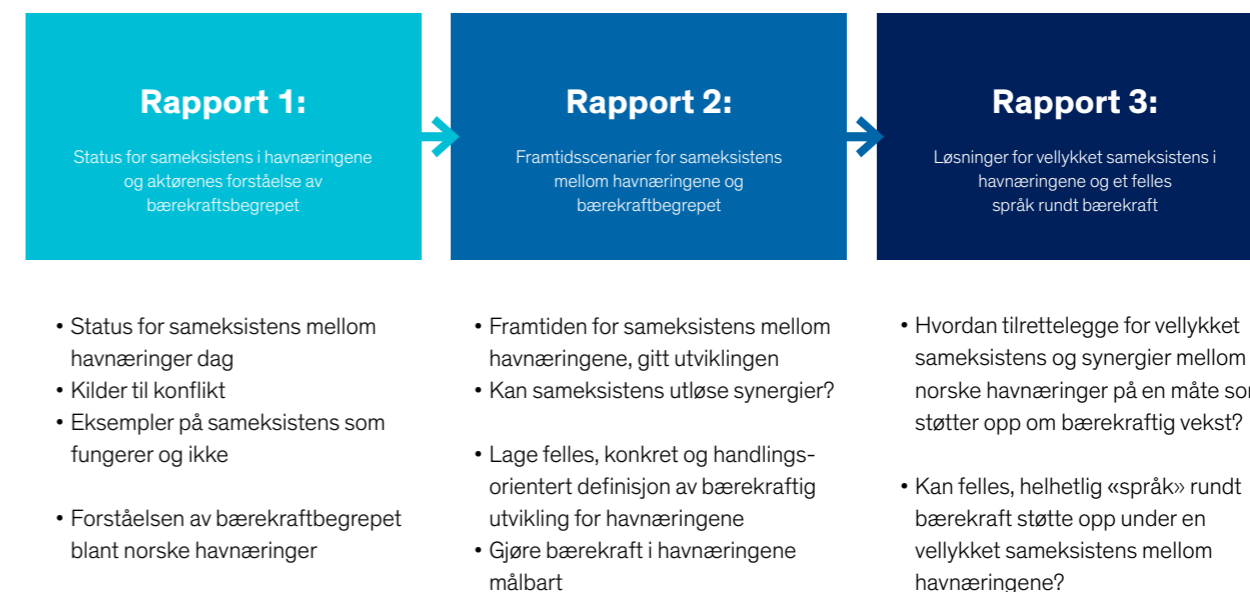 Rapport 1:
Status for sameksistens i havnæringene
og aktørenes forståelse av
bærekraftsbegrepet
• Status for sameksistens mellom
havnæringer dag
• Kilder til konflikt
• Eksempler på sameksistens som
fungerer og ikke
• Forståelsen av bærekraftbegrepet
blant norske havnæringer
Rapport 2:
Framtidsscenarier for sameksistens
mellom havnæringene og
bærekraftbegrepet
• Framtiden for sameksistens mellom
havnæringene, gitt utviklingen
• Kan sameksistens utløse synergier?
• Lage felles, konkret og handlings-
orientert definisjon av bærekraftig
utvikling for havnæringene
• Gjøre bærekraft i havnæringene
målbart
Rapport 3:
Løsninger for vellykket sameksistens i
havnæringene og et felles
språk rundt bærekraft
• Hvordan tilrettelegge for vellykket
sameksistens og synergier mellom
norske havnæringer på en måte
støtter opp om bærekraftig vekst?
• Kan felles, helhetlig «språk» rundt
bærekraft støtte opp under en
vellykket sameksistens mellom
havnæringene?